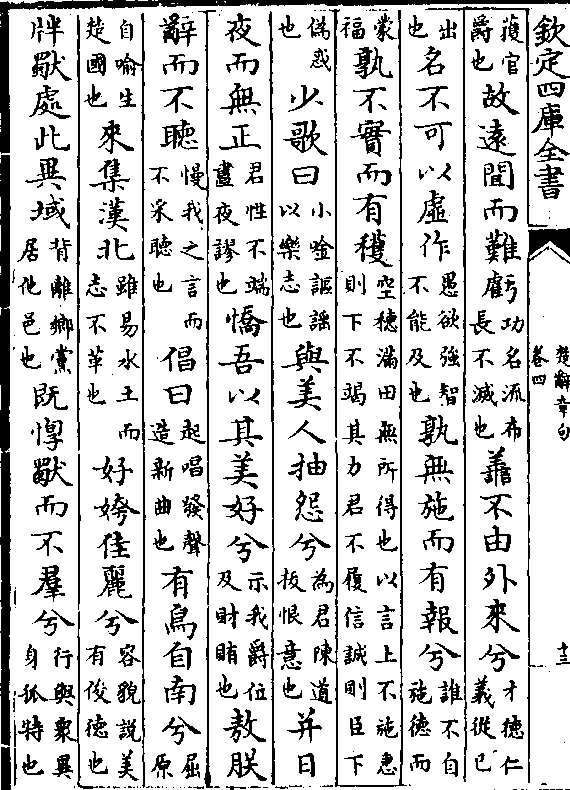 欽定四庫全書
楚辭章句
卷四
十三
獲官爵也故遠聞而難虧功名流布長不滅也譱不由外來兮才德仁義從已
出也名不可以虛作愚欲強智不能及也孰無施而有報兮誰不自施德而
蒙福孰不實而有穫空穗滿田無所得也以言上不施惠則下不竭其力君不履信誠則臣下
偽惑也少歌曰小唫謳謡以樂志也與美人抽怨兮為君陳道拔恨意也并日
夜而無正君性不端晝夜謬也憍吾以其美好兮示我爵位及財賄也敖朕
辭而不聽慢我之言而不采聽也倡曰起唱發聲造新曲也有鳥自南兮屈原
自喻生楚國也來集漢北雖易水土而志不革也好姱佳麗兮容貌說美有俊德也
牉獨處此異域背離鄉黨居他邑也既惸獨而不羣兮行與衆異身孤特也